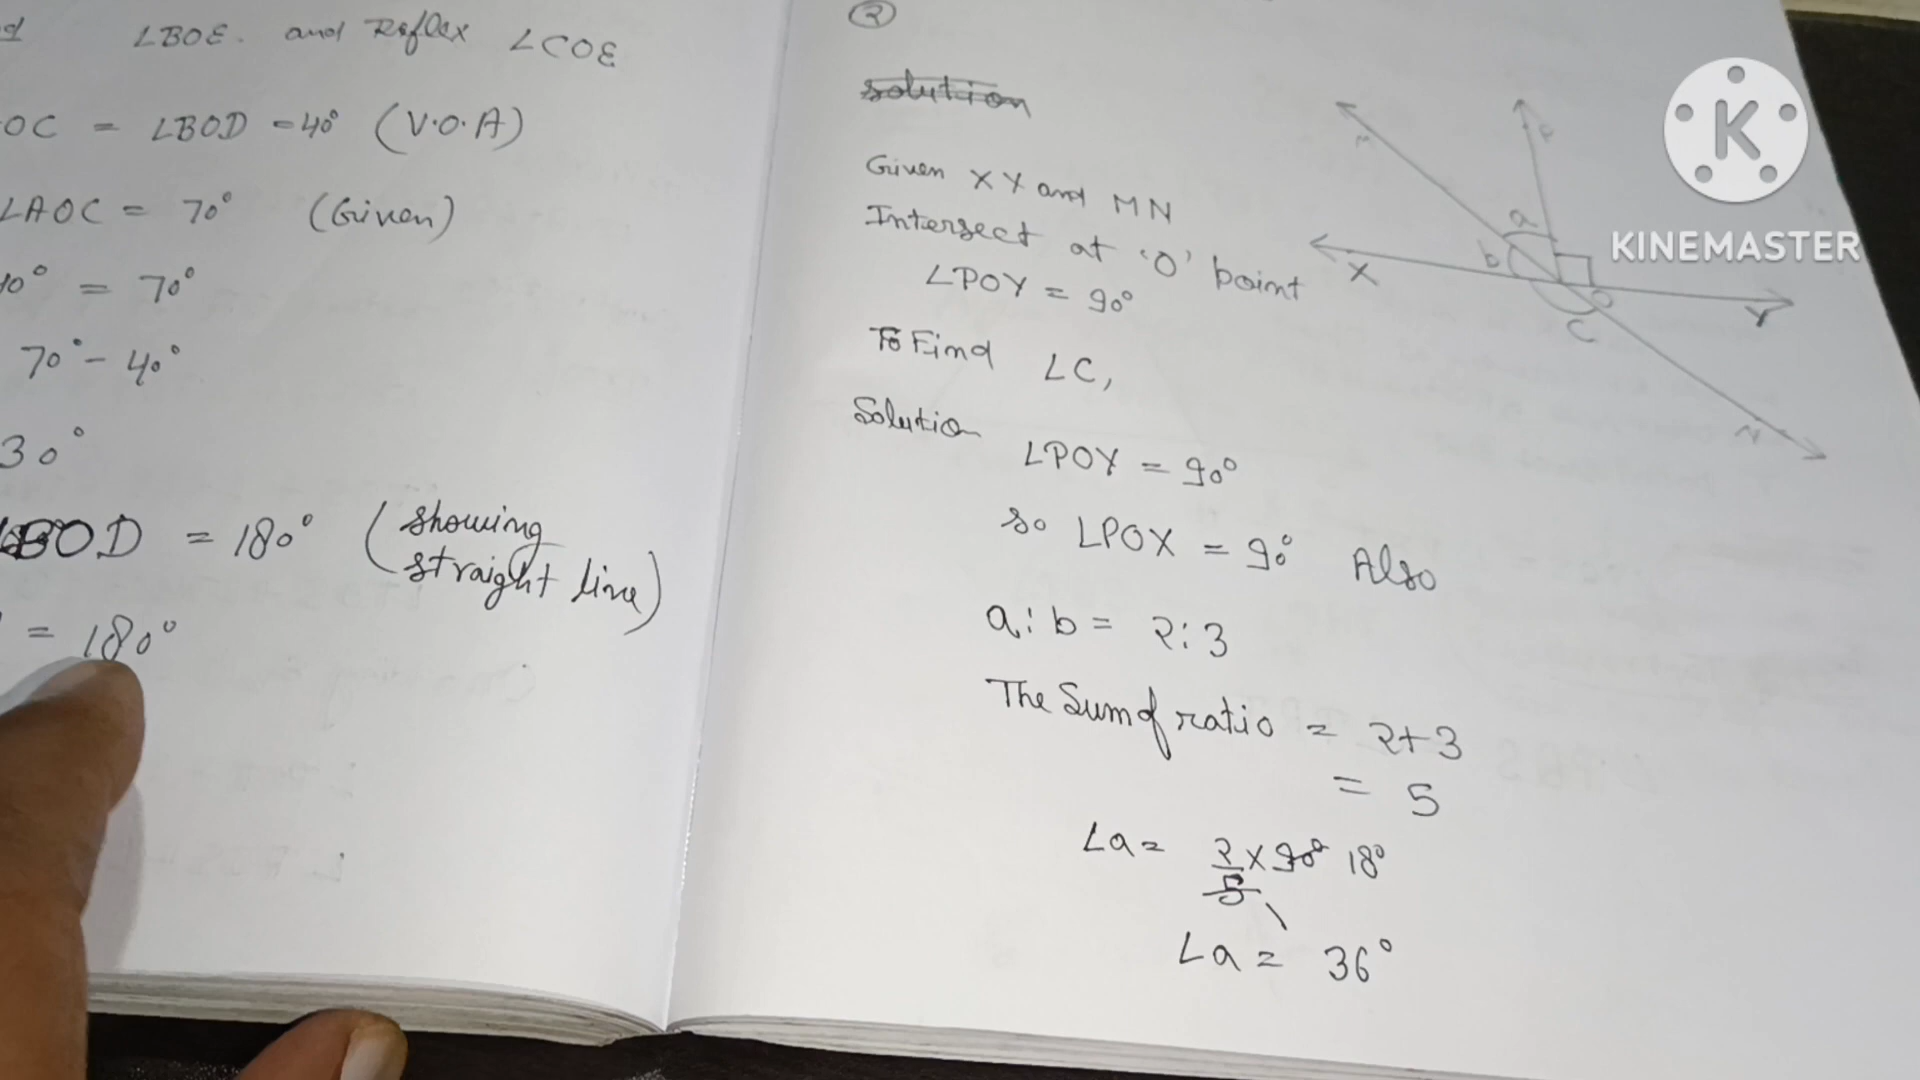 ∠BOE. and Reflex ∠COE
OC = ∠BOD = 40° (V.O.A)
∠AOC = 70° (Given)
40° = 70°
70° - 40°
30°
BOD = 180° (showing straight line)
= 180°
2
solution
Given XY and MN
Intersect at 'O' point
∠POY = 90°
To Find ∠C,
Solution
∠POY = 90°
so ∠POX = 90° Also
a:b = 2:3
The Sum of ratio = 2+3
= 5
∠a = 2/5 × 90° 18°
∠a = 36°
P
a
b
X
O
C
Y
N
K
KINEMASTER